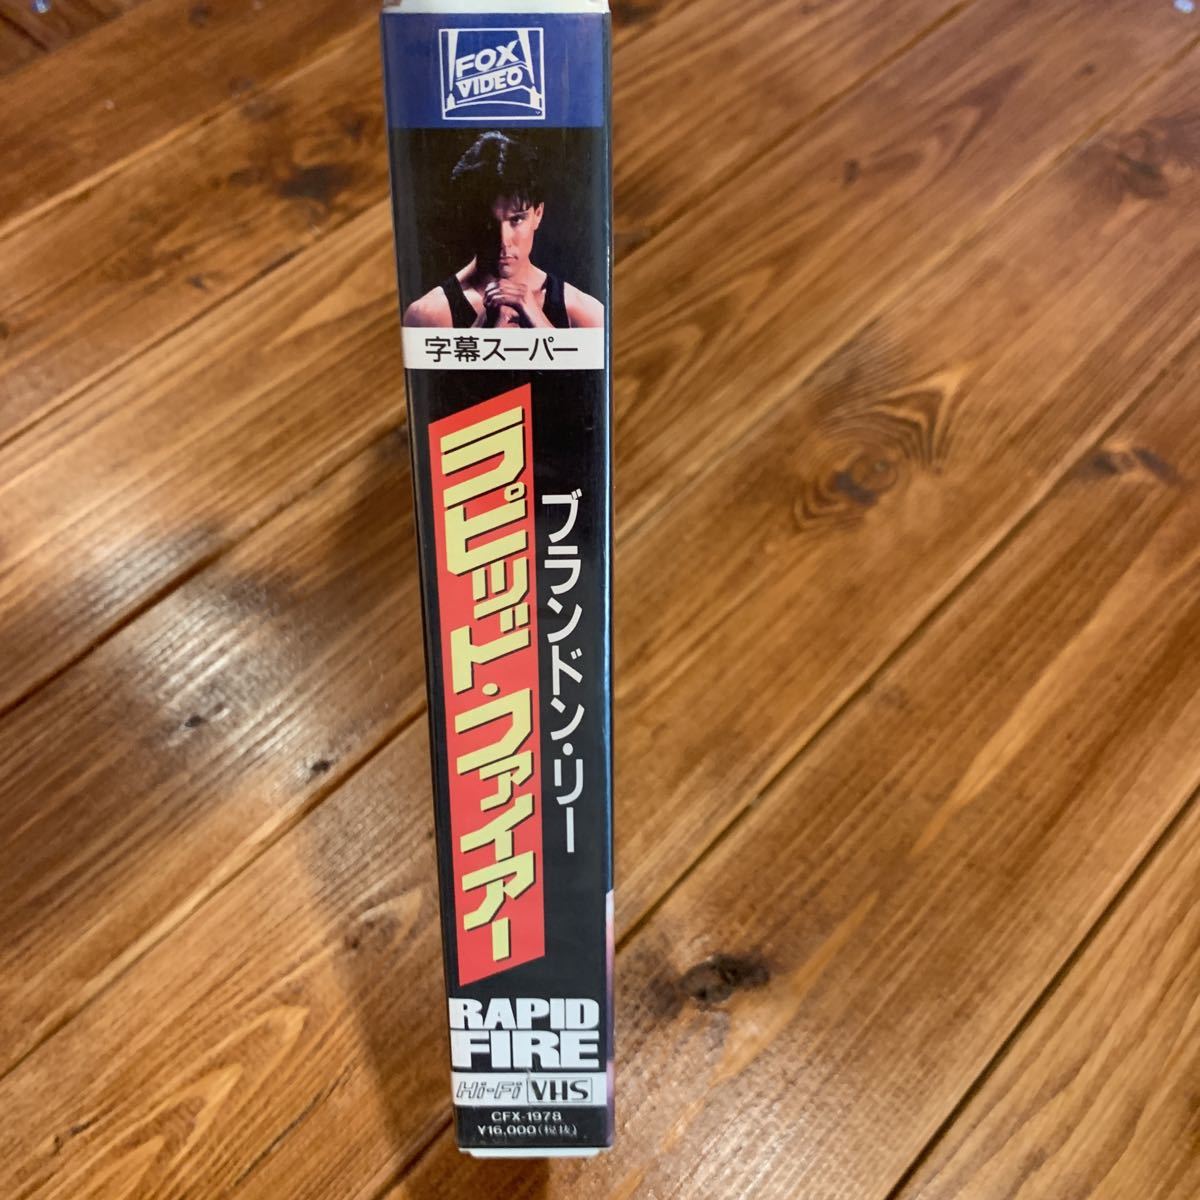 FOX
VIDEO
字幕スーパー
ラピッド・ファイアー
ブランドン・リー
RAPID
FIRE
Hi-Fi VHS
CFX-1978
¥16,000(税抜)